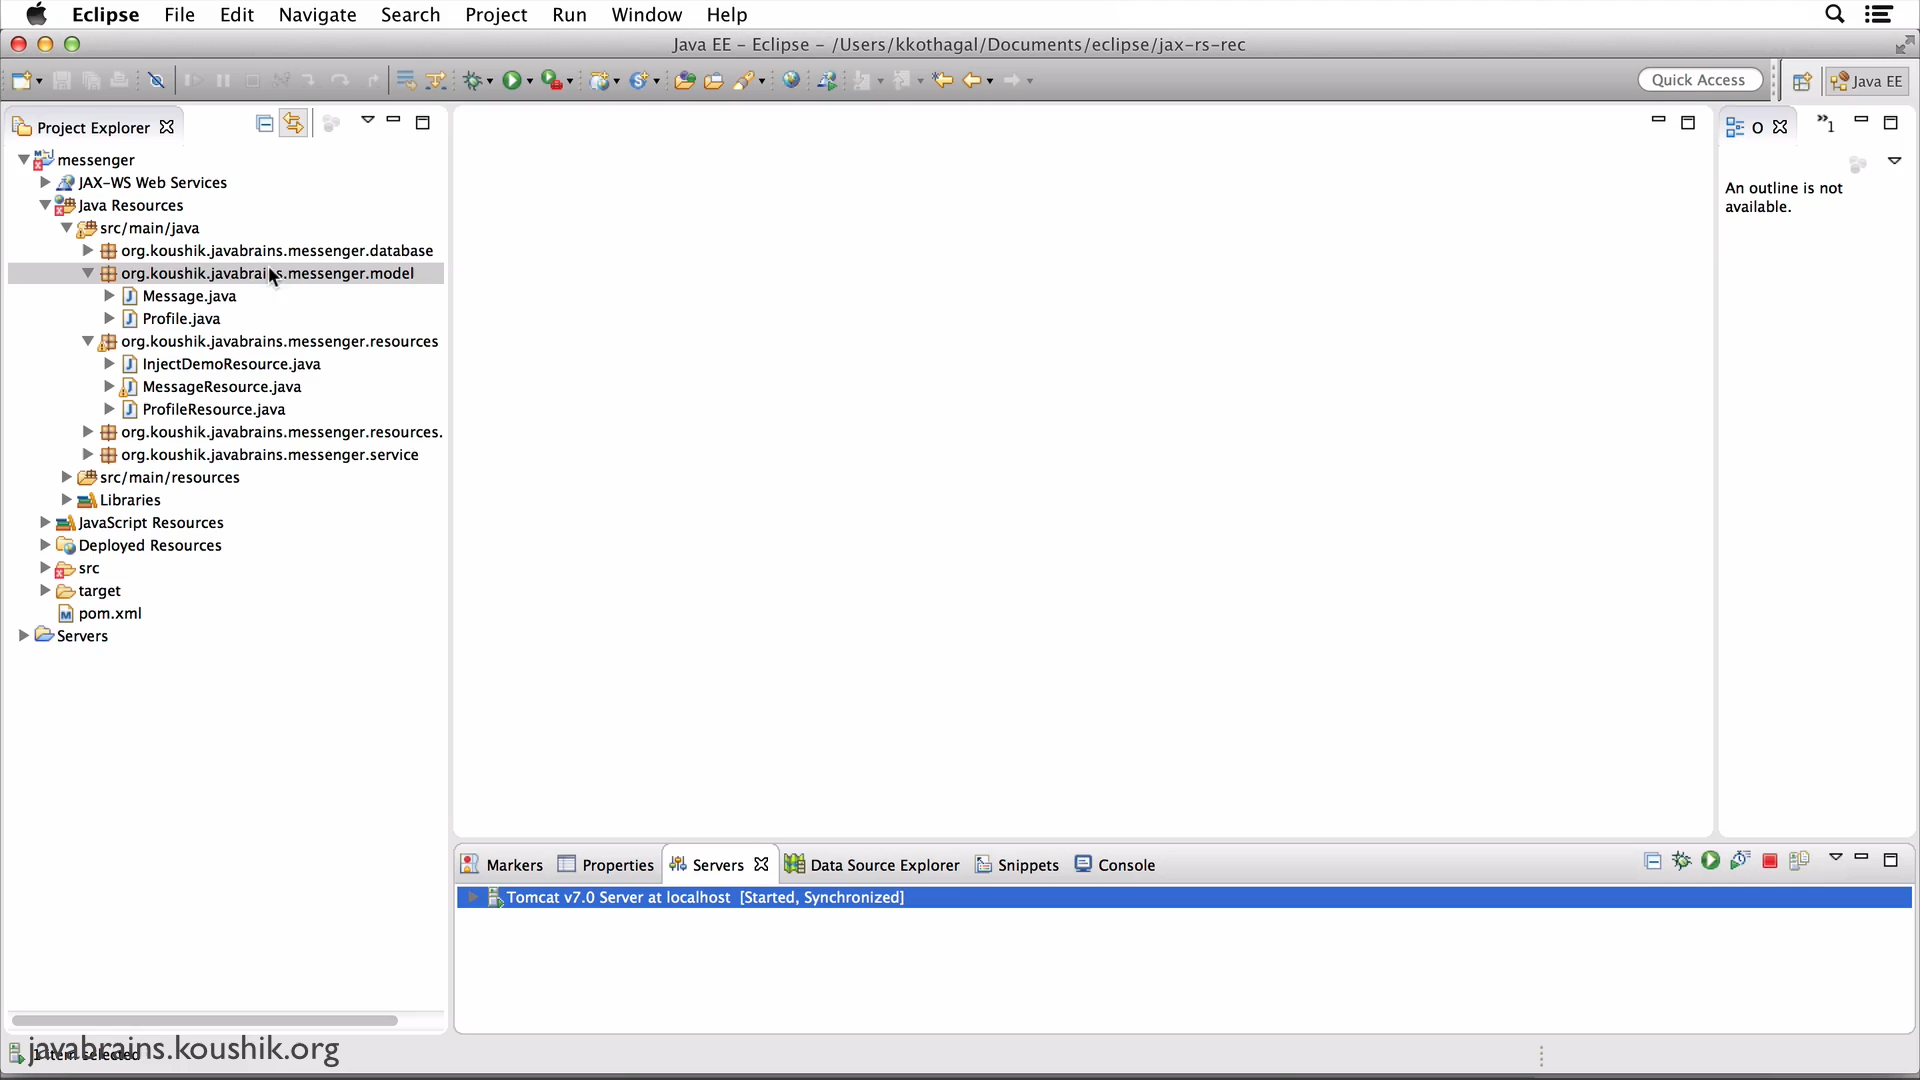 Eclipse File Edit Navigate Search Project Run Window Help
Java EE - Eclipse - /Users/kkothagal/Documents/eclipse/jax-rs-rec
Quick Access
Java EE
Project Explorer
messenger
JAX-WS Web Services
Java Resources
src/main/java
org.koushik.javabrains.messenger.database
org.koushik.javabrains.messenger.model
Message.java
Profile.java
org.koushik.javabrains.messenger.resources
InjectDemoResource.java
MessageResource.java
ProfileResource.java
org.koushik.javabrains.messenger.resources.
org.koushik.javabrains.messenger.service
src/main/resources
Libraries
JavaScript Resources
Deployed Resources
src
target
pom.xml
Servers
O
»1
An outline is not
available.
Markers Properties Servers Data Source Explorer Snippets Console
Tomcat v7.0 Server at localhost [Started, Synchronized]
1 item selected
javabrains.koushik.org